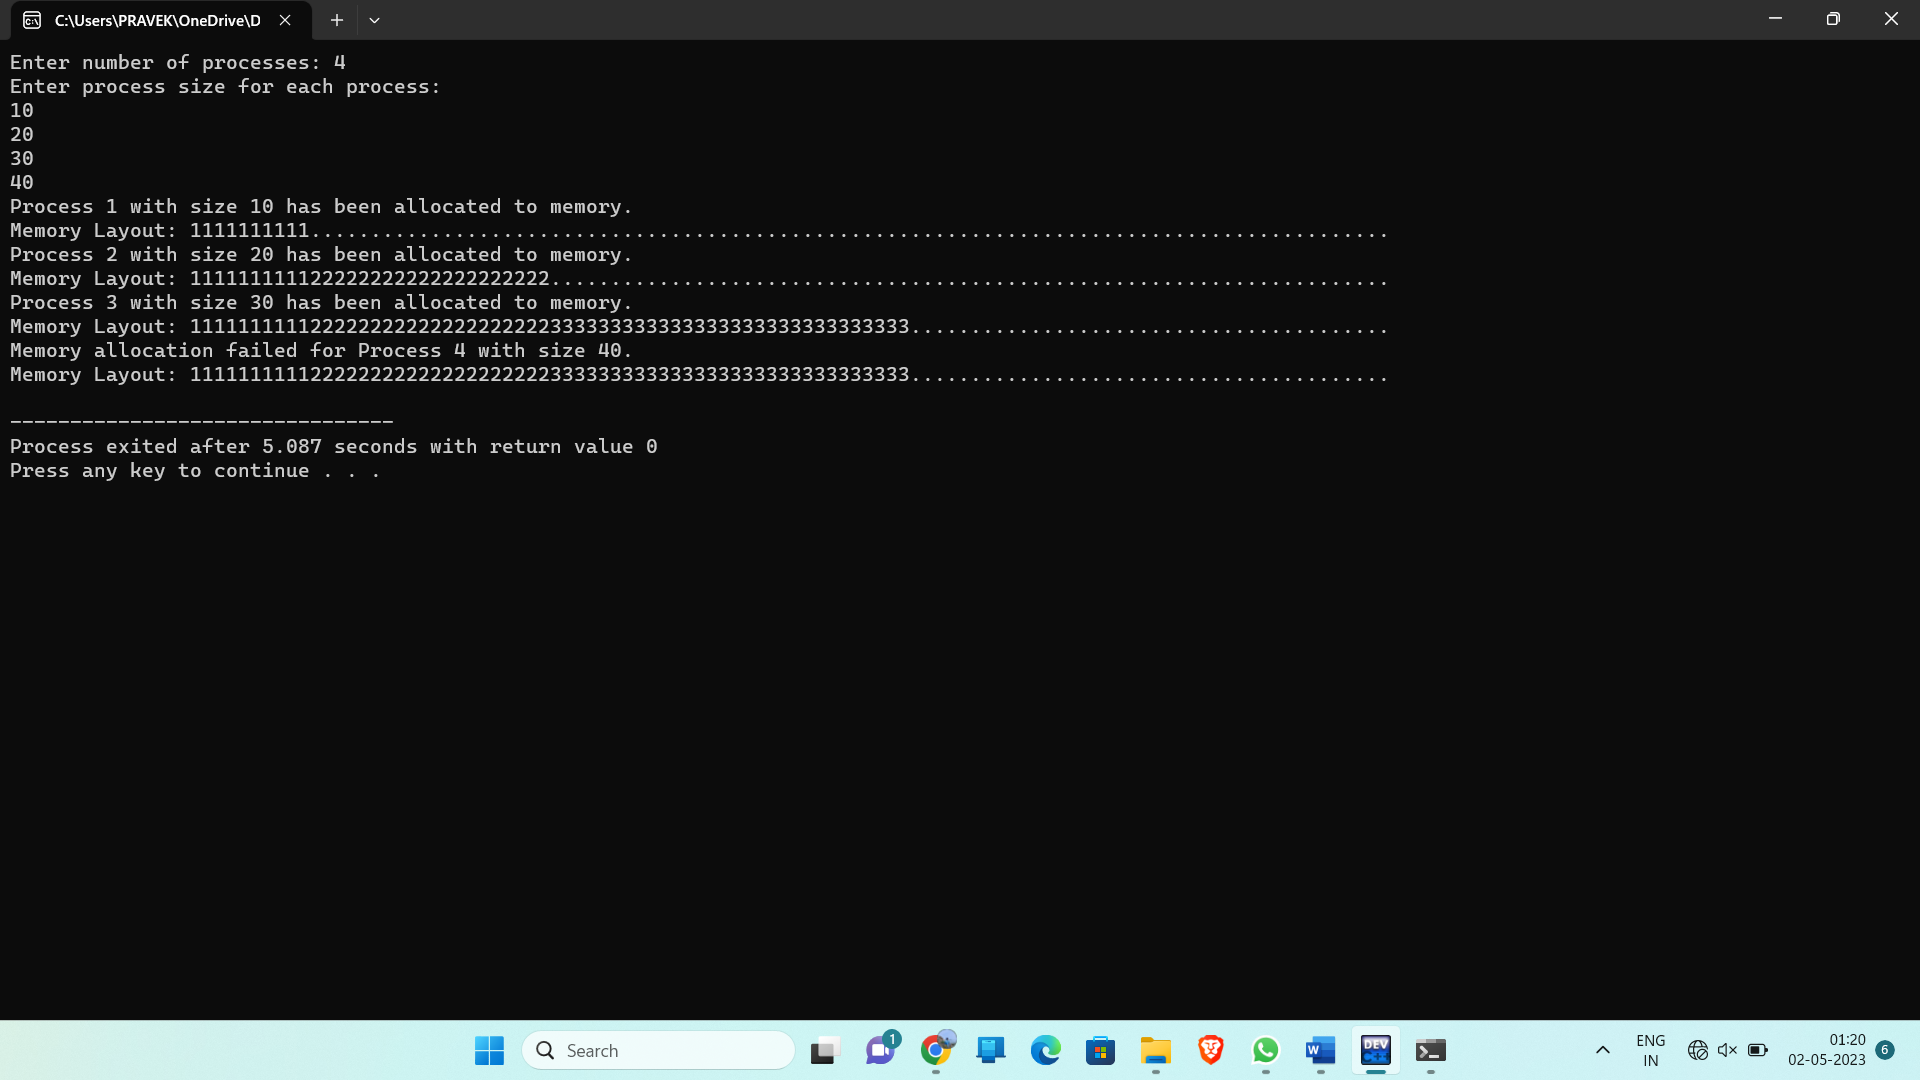 C:\Users\PRAVEK\OneDrive\D
Enter number of processes: 4
Enter process size for each process:
10
20
30
40
Process 1 with size 10 has been allocated to memory.
Memory Layout: 1111111111..........................................................................................
Process 2 with size 20 has been allocated to memory.
Memory Layout: 111111111122222222222222222222......................................................................
Process 3 with size 30 has been allocated to memory.
Memory Layout: 111111111122222222222222222222333333333333333333333333333333........................................
Memory allocation failed for Process 4 with size 40.
Memory Layout: 111111111122222222222222222222333333333333333333333333333333........................................
--------------------------------
Process exited after 5.087 seconds with return value 0
Press any key to continue . . .
Search
1
W
DEV
C++
ENG
IN
01:20
02-05-2023
6